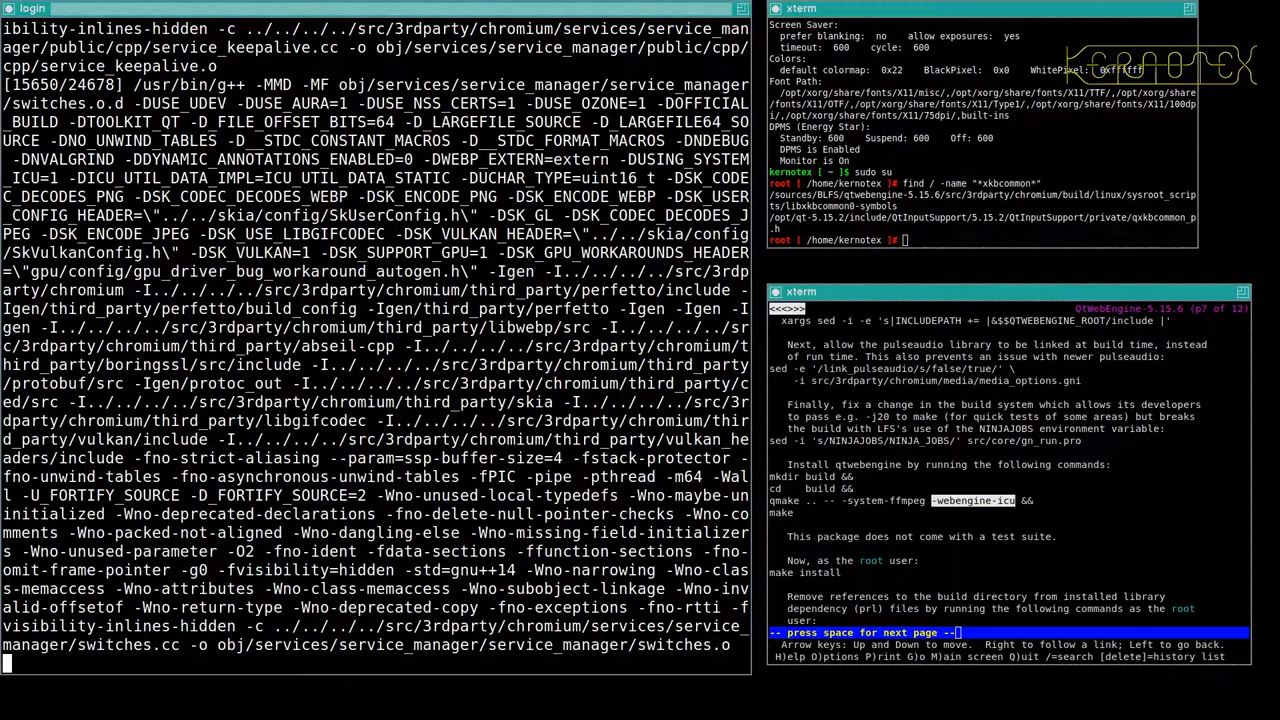 login
ibility-inlines-hidden -c ../../../../src/3rdparty/chromium/services/service_man
ager/public/cpp/service_keepalive.cc -o obj/services/service_manager/public/cpp/
cpp/service_keepalive.o
[15650/24678] /usr/bin/g++ -MMD -MF obj/services/service_manager/service_manager
/switches.o.d -DUSE_UDEV -DUSE_AURA=1 -DUSE_NSS_CERTS=1 -DUSE_OZONE=1 -DOFFICIAL
_BUILD -DTOOLKIT_QT -D_FILE_OFFSET_BITS=64 -D_LARGEFILE_SOURCE -D_LARGEFILE64_SO
URCE -DNO_UNWIND_TABLES -D__STDC_CONSTANT_MACROS -D__STDC_FORMAT_MACROS -DNDEBUG
 -DNVALGRIND -DDYNAMIC_ANNOTATIONS_ENABLED=0 -DWEBP_EXTERN=extern -DUSING_SYSTEM
_ICU=1 -DICU_UTIL_DATA_IMPL=ICU_UTIL_DATA_STATIC -DUCHAR_TYPE=uint16_t -DSK_CODE
C_DECODES_PNG -DSK_CODEC_DECODES_WEBP -DSK_ENCODE_PNG -DSK_ENCODE_WEBP -DSK_USER
_CONFIG_HEADER=\"../../skia/config/SkUserConfig.h\" -DSK_GL -DSK_CODEC_DECODES_J
PEG -DSK_ENCODE_JPEG -DSK_USE_LIBGIFCODEC -DSK_VULKAN_HEADER=\"../../skia/config
/SkVulkanConfig.h\" -DSK_VULKAN=1 -DSK_SUPPORT_GPU=1 -DSK_GPU_WORKAROUNDS_HEADER
=\"gpu/config/gpu_driver_bug_workaround_autogen.h\" -Igen -I../../../../src/3rdp
arty/chromium -I../../../../src/3rdparty/chromium/third_party/perfetto/include -
Igen/third_party/perfetto/build_config -Igen/third_party/perfetto -Igen -Igen -I
gen -I../../../../src/3rdparty/chromium/third_party/libwebp/src -I../../../../sr
c/3rdparty/chromium/third_party/abseil-cpp -I../../../../src/3rdparty/chromium/t
hird_party/boringssl/src/include -I../../../../src/3rdparty/chromium/third_party
/protobuf/src -Igen/protoc_out -I../../../../src/3rdparty/chromium/third_party/c
ed/src -I../../../../src/3rdparty/chromium/third_party/skia -I../../../../src/3r
dparty/chromium/third_party/libgifcodec -I../../../../src/3rdparty/chromium/thir
d_party/vulkan/include -I../../../../src/3rdparty/chromium/third_party/vulkan_he
aders/include -fno-strict-aliasing --param=ssp-buffer-size=4 -fstack-protector -
fno-unwind-tables -fno-asynchronous-unwind-tables -fPIC -pipe -pthread -m64 -Wal
l -U_FORTIFY_SOURCE -D_FORTIFY_SOURCE=2 -Wno-unused-local-typedefs -Wno-maybe-un
initialized -Wno-deprecated-declarations -fno-delete-null-pointer-checks -Wno-co
mments -Wno-packed-not-aligned -Wno-dangling-else -Wno-missing-field-initializer
s -Wno-unused-parameter -O2 -fno-ident -fdata-sections -ffunction-sections -fno-
omit-frame-pointer -g0 -fvisibility=hidden -std=gnu++14 -Wno-narrowing -Wno-clas
s-memaccess -Wno-attributes -Wno-class-memaccess -Wno-subobject-linkage -Wno-inv
alid-offsetof -Wno-return-type -Wno-deprecated-copy -fno-exceptions -fno-rtti -f
visibility-inlines-hidden -c ../../../../src/3rdparty/chromium/services/service_
manager/switches.cc -o obj/services/service_manager/service_manager/switches.o
xterm
Screen Saver:
prefer blanking:  no    allow exposures:  yes
timeout:  600    cycle:  600
Colors:
default colormap: 0x22    BlackPixel: 0x0    WhitePixel: 0xffffff
Font Path:
/opt/xorg/share/fonts/X11/misc/,/opt/xorg/share/fonts/X11/TTF/,/opt/xorg/share
/fonts/X11/OTF/,/opt/xorg/share/fonts/X11/Type1/,/opt/xorg/share/fonts/X11/100dp
i/,/opt/xorg/share/fonts/X11/75dpi/,built-ins
DPMS (Energy Star):
Standby: 600    Suspend: 600    Off: 600
DPMS is Enabled
Monitor is On
kernotex [ ~ ]$ sudo su
root [ /home/kernotex ]# find / -name "*xkbcommon*"
/sources/BLFS/qtwebengine-5.15.6/src/3rdparty/chromium/build/linux/sysroot_scrip
ts/libxkbcommon0-symbols
/opt/qt-5.15.2/include/QtInputSupport/5.15.2/QtInputSupport/private/qxkbcommon_p
.h
root [ /home/kernotex ]#
KERNOTEX
xterm
<<<>>> QtWebEngine-5.15.6 (p7 of 12)
xargs sed -i -e 's|INCLUDEPATH += |&$$QTWEBENGINE_ROOT/include |'
Next, allow the pulseaudio library to be linked at build time, instead
of run time. This also prevents an issue with newer pulseaudio:
sed -e '/link_pulseaudio/s/false/true/' \
-i src/3rdparty/chromium/media/media_options.gni
Finally, fix a change in the build system which allows its developers
to pass e.g. -j20 to make (for quick tests of some areas) but breaks
the build with LFS's use of the NINJAJOBS environment variable:
sed -i 's/NINJAJOBS/NINJA_JOBS/' src/core/gn_run.pro
Install qtwebengine by running the following commands:
mkdir build &&
cd    build &&
qmake .. -- -system-ffmpeg -webengine-icu &&
make
This package does not come with a test suite.
Now, as the root user:
make install
Remove references to the build directory from installed library
dependency (prl) files by running the following commands as the root
user:
-- press space for next page --
Arrow keys: Up and Down to move.  Right to follow a link; Left to go back.
H)elp O)ptions P)rint G)o M)ain screen Q)uit /=search [delete]=history list